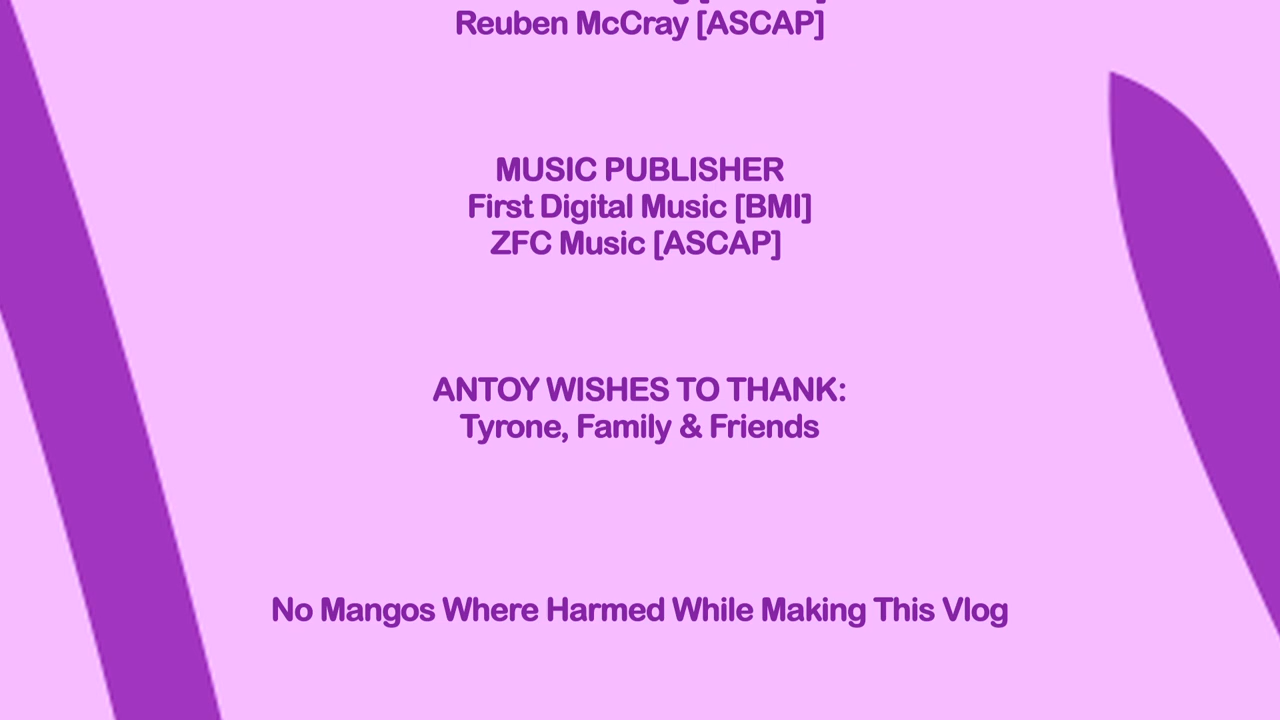 Reuben McCray [ASCAP]
MUSIC PUBLISHER
First Digital Music [BMI]
ZFC Music [ASCAP]
ANTOY WISHES TO THANK:
Tyrone, Family & Friends
No Mangos Where Harmed While Making This Vlog